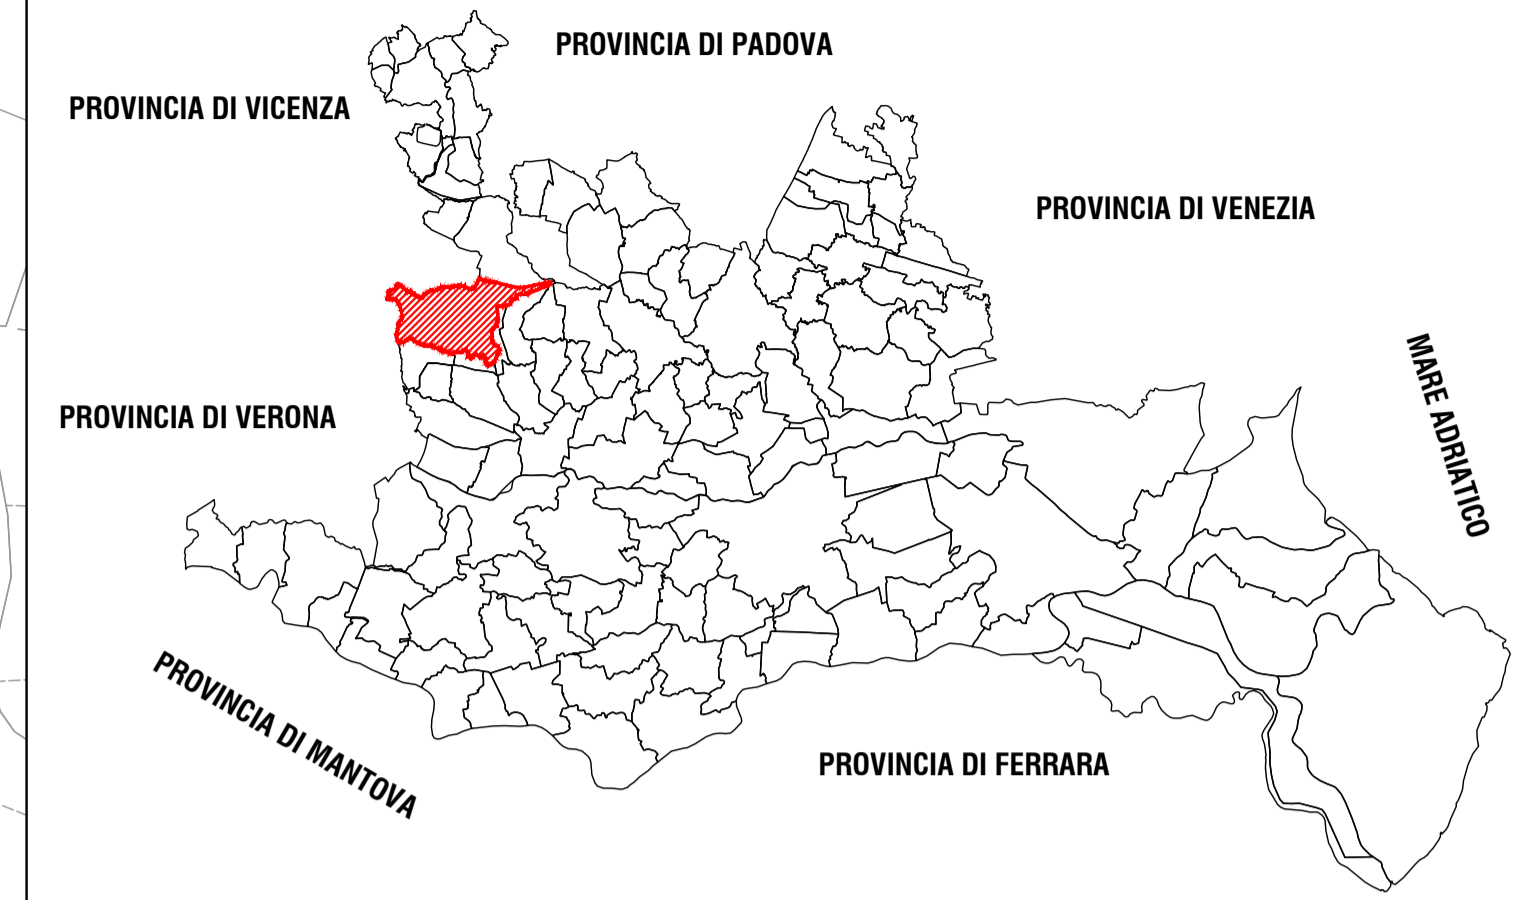 PROVINCIA DI PADOVA
PROVINCIA DI VICENZA
PROVINCIA DI VENEZIA
MARE ADRIATICO
PROVINCIA DI VERONA
PROVINCIA DI MANTOVA
PROVINCIA DI FERRARA